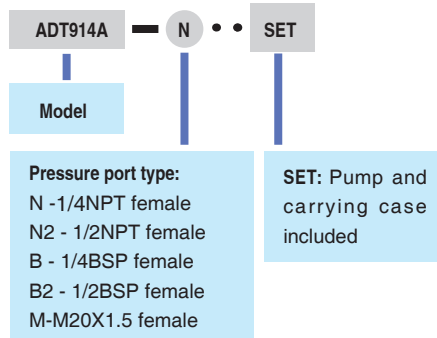 ADT914A — N • • SET
Model
Pressure port type:
N -1/4NPT female
N2 - 1/2NPT female
B - 1/4BSP female
B2 - 1/2BSP female
M-M20X1.5 female
SET: Pump and
carrying case
included